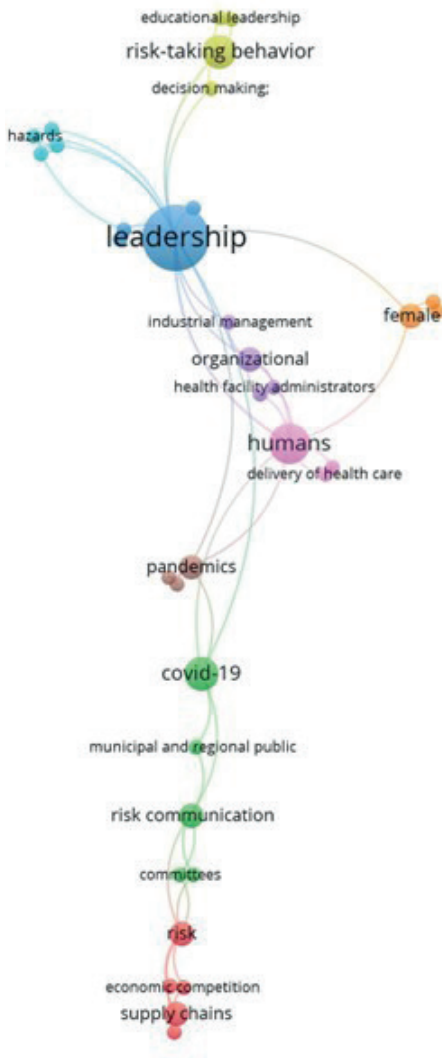 educational leadership
risk-taking behavior
decision making;
hazards
leadership
industrial management
female
organizational
health facility administrators
humans
delivery of health care
pandemics
covid-19
municipal and regional public
risk communication
committees
risk
economic competition
supply chains